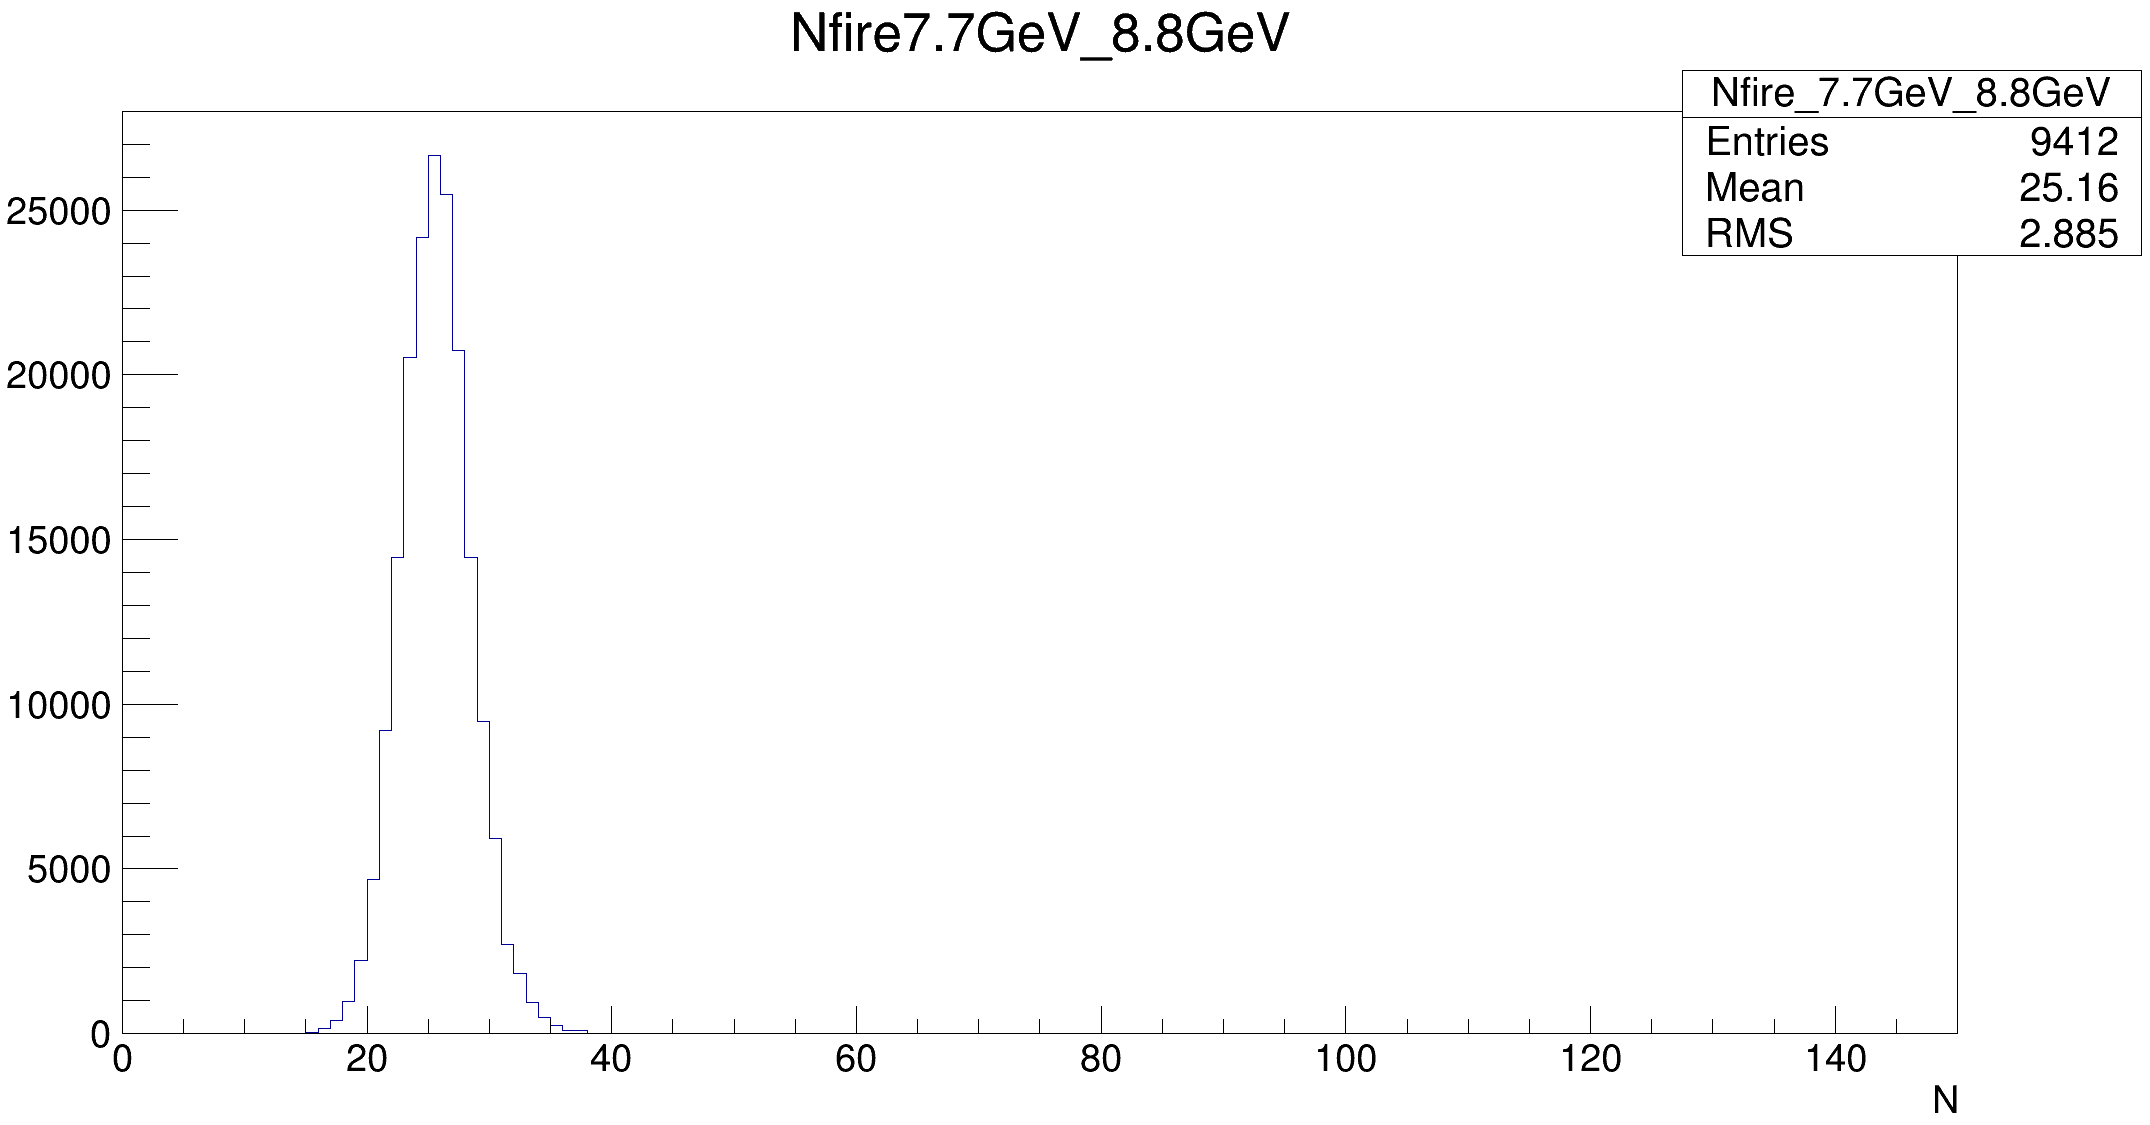 Nfire7.7GeV_8.8GeV
Nfire_7.7GeV_8.8GeV
Entries 9412
Mean 25.16
RMS 2.885
25000
20000
15000
10000
5000
0
0 20 40 60 80 100 120 140
N